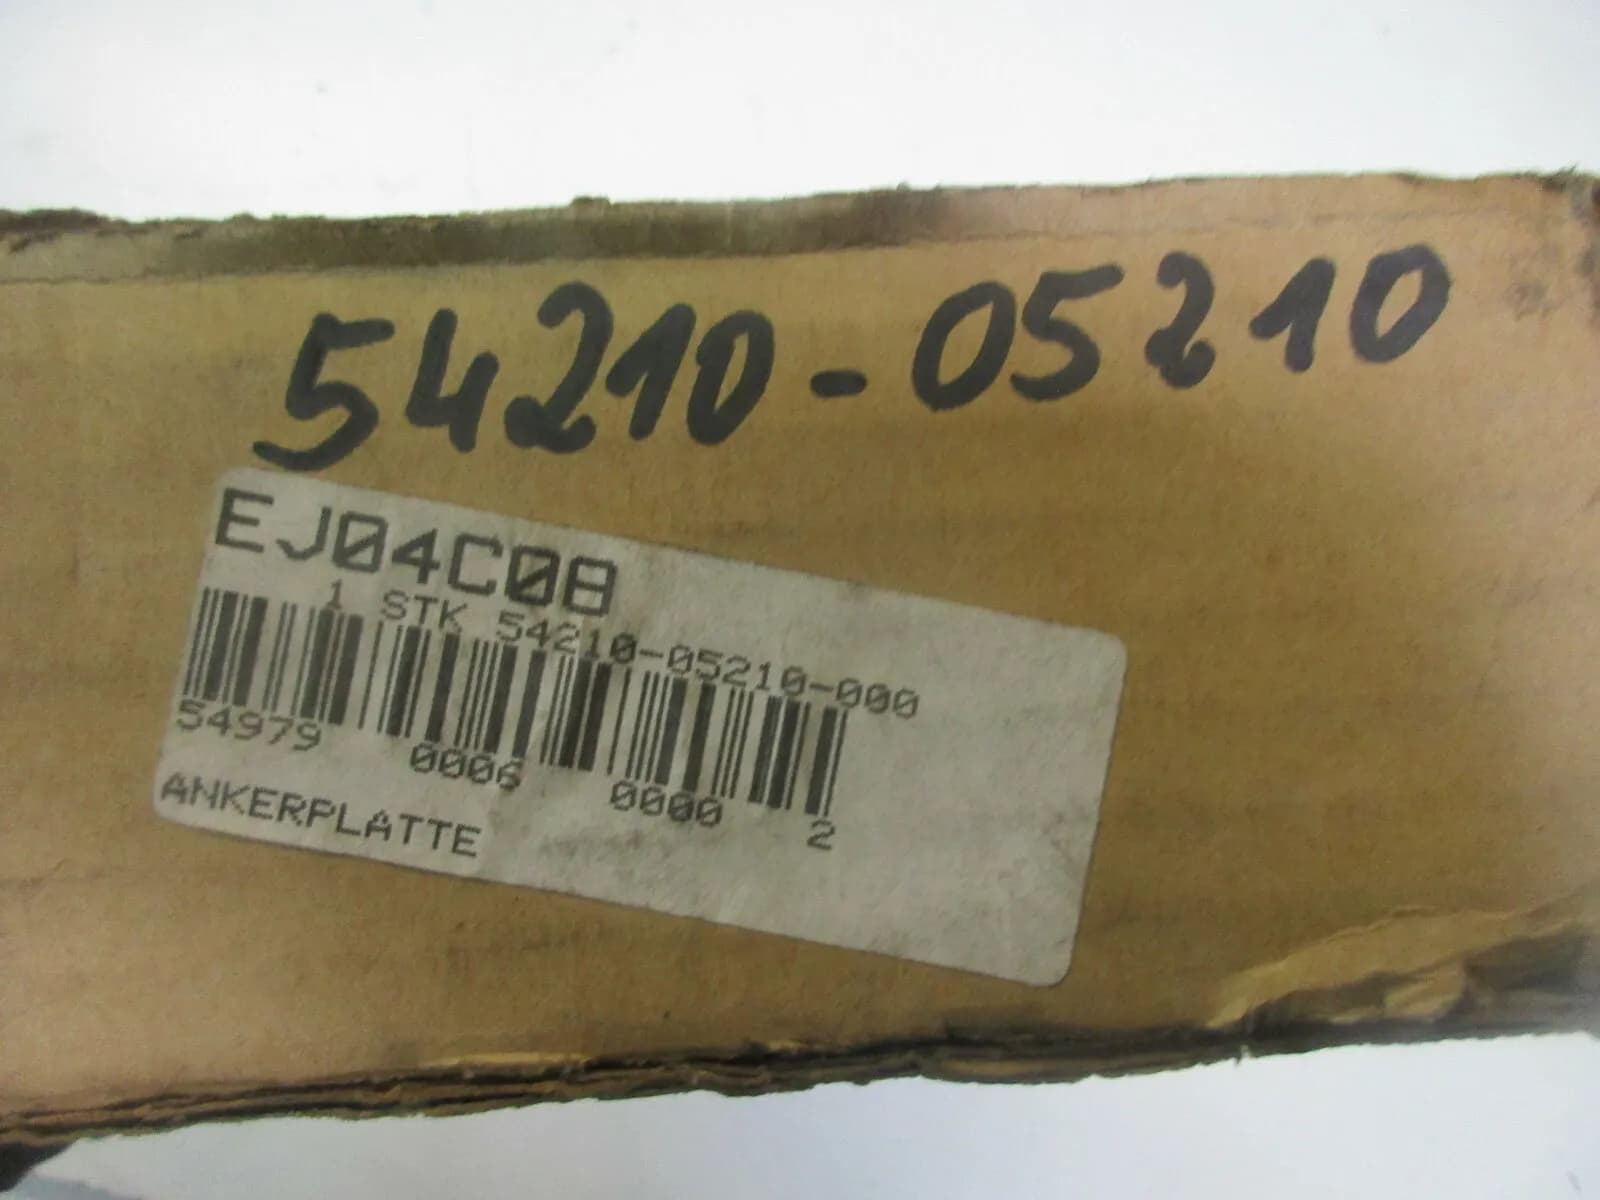 54210-05210
EJ04C08
1 STK 54210-05210-000
54979 0006 0000 2
ANKERPLATTE